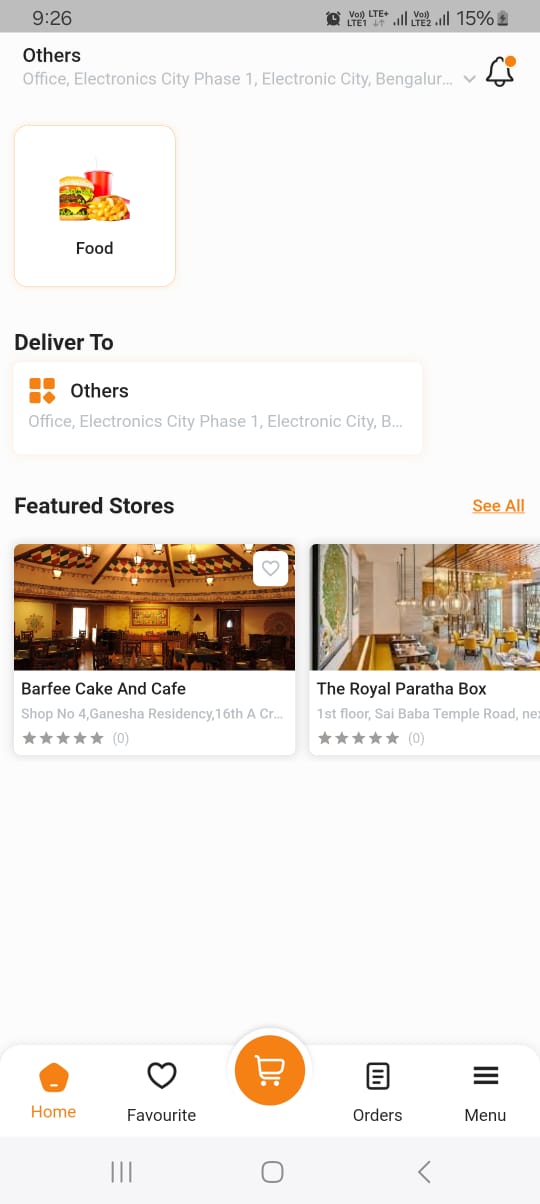 9:26
Vo)) LTE+
LTE1
Vo))
LTE2
15%
Others
Office, Electronics City Phase 1, Electronic City, Bengalur...
Food
Deliver To
Others
Office, Electronics City Phase 1, Electronic City, B...
Featured Stores
See All
Barfee Cake And Cafe
The Royal Paratha Box
Shop No 4,Ganesha Residency,16th A Cr...
1st floor, Sai Baba Temple Road, nex
(0)
(0)
Home
Favourite
Orders
Menu